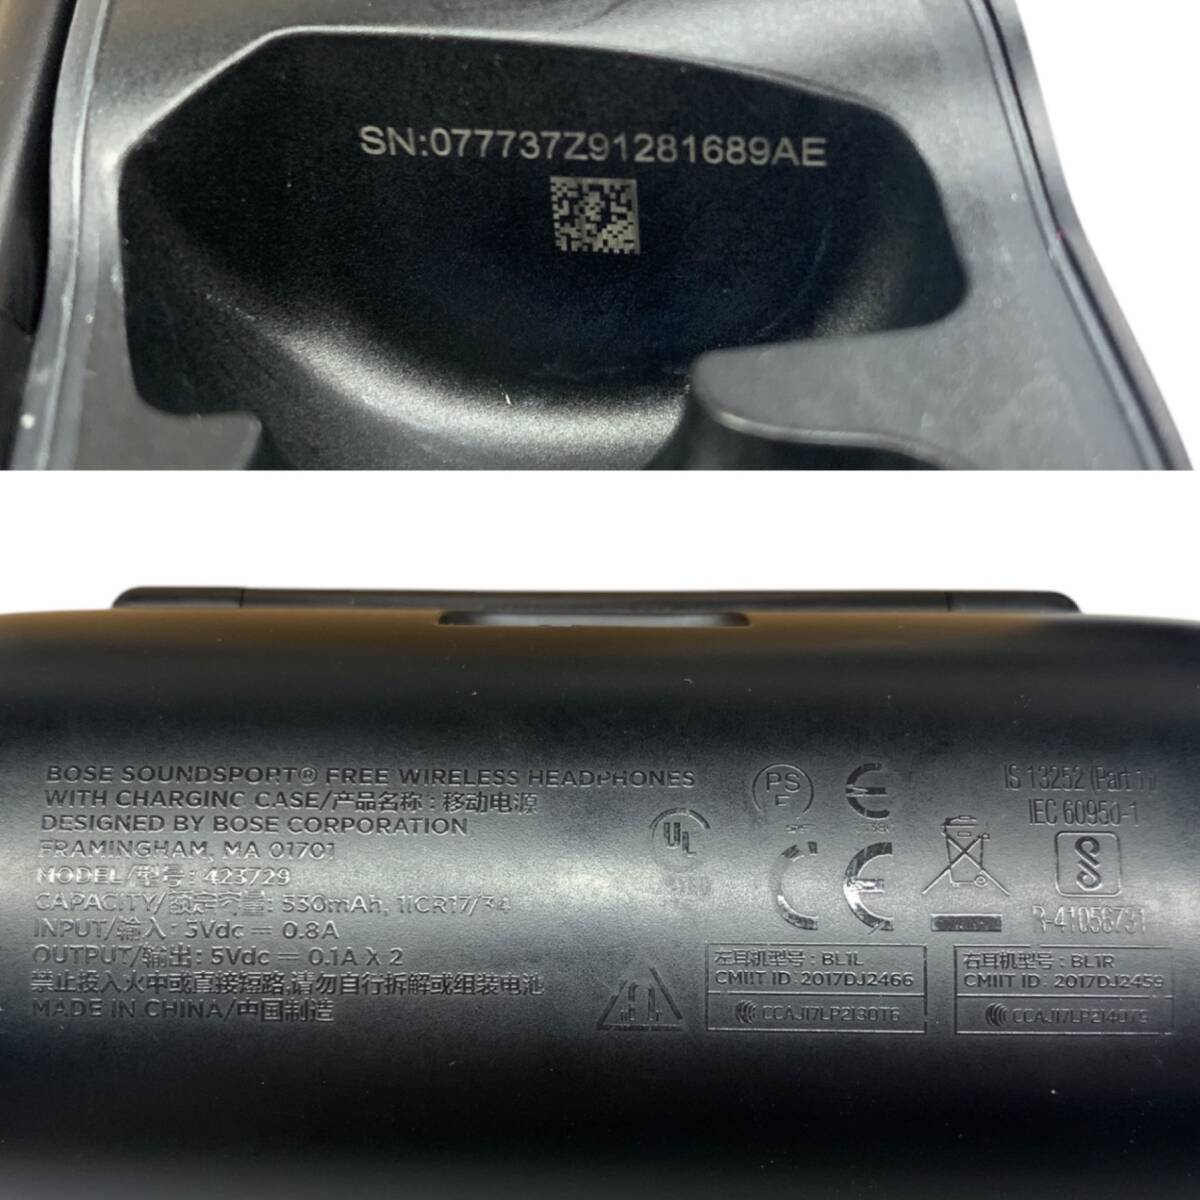 SN:077737Z91281689AE
BOSE SOUNDSPORT® FREE WIRELESS HEADPHONES
WITH CHARGING CASE/产品名称:移动电源
DESIGNED BY BOSE CORPORATION
FRAMINGHAM, MA 01701
MODEL/型号: 423729
CAPACITY/额定容量: 530mAh, 1ICR17/34
INPUT/输入: 5Vdc ⎓ 0.8A
OUTPUT/输出: 5Vdc ⎓ 0.1A X 2
禁止投入火中或直接短路,请勿自行拆解或组装电池
MADE IN CHINA/中国制造
UL
PS
E
CE
IS 13252 (Part 1)/
IEC 60950-1
R-41056731
左耳机型号: BL1L
CMIIT ID: 2017DJ2466
CCAJ17LP2130T6
右耳机型号: BL1R
CMIIT ID: 2017DJ2459
CCAJ17LP2140T9